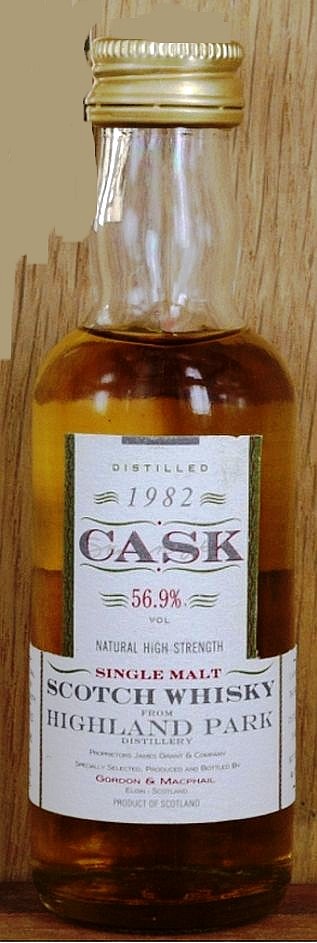 DISTILLED
1982
CASK
56.9%
VOL
NATURAL HIGH STRENGTH
SINGLE MALT
SCOTCH WHISKY
FROM
HIGHLAND PARK
DISTILLERY
PROPRIETORS JAMES GRANT & COMPANY
SPECIALLY SELECTED, PRODUCED AND BOTTLED BY
GORDON & MACPHAIL
ELGIN - SCOTLAND
PRODUCT OF SCOTLAND